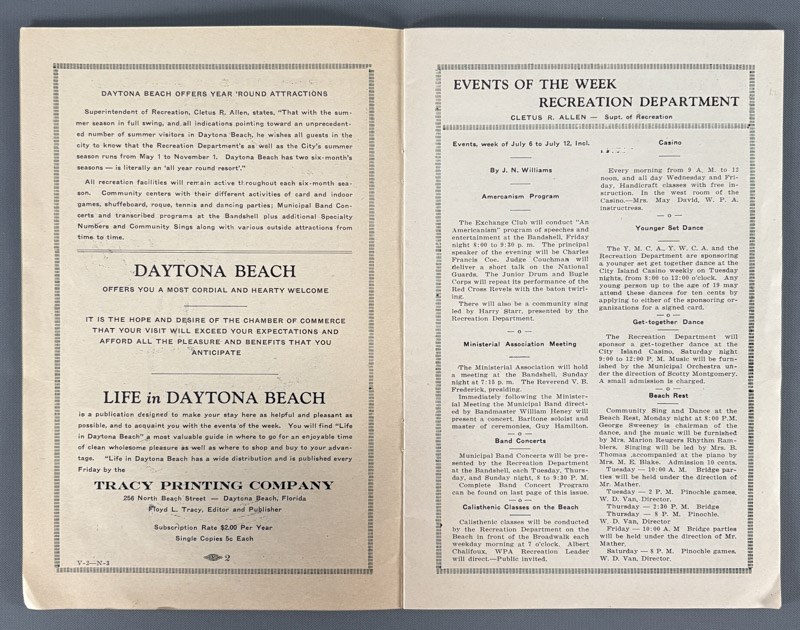 DAYTONA BEACH OFFERS YEAR 'ROUND ATTRACTIONS
Superintendent of Recreation, Cletus R. Allen, states, "That with the sum-
mer season in full swing, and all indications pointing toward an unprecedent-
ed number of summer visitors in Daytona Beach, he wishes all guests in the
city to know that the Recreation Department's as well as the City's summer
season runs from May 1 to November 1. Daytona Beach has two six-month's
seasons — is literally an 'all year round resort'."
All recreation facilities will remain active throughout each six-month sea-
son. Community centers with their different activities of card and indoor
games, shuffleboard, roque, tennis and dancing parties; Municipal Band Con-
certs and transcribed programs at the Bandshell plus additional Specialty
Numbers and Community Sings along with various outside attractions from
time to time.
DAYTONA BEACH
OFFERS YOU A MOST CORDIAL AND HEARTY WELCOME
IT IS THE HOPE AND DESIRE OF THE CHAMBER OF COMMERCE
THAT YOUR VISIT WILL EXCEED YOUR EXPECTATIONS AND
AFFORD ALL THE PLEASURE AND BENEFITS THAT YOU
ANTICIPATE
LIFE in DAYTONA BEACH
is a publication designed to make your stay here as helpful and pleasant as
possible, and to acquaint you with the events of the week. You will find "Life
in Daytona Beach" a most valuable guide in where to go for an enjoyable time
of clean wholesome pleasure as well as where to shop and buy to your advan-
tage. "Life in Daytona Beach has a wide distribution and is published every
Friday by the
TRACY PRINTING COMPANY
256 North Beach Street — Daytona Beach, Florida
Floyd L. Tracy, Editor and Publisher
Subscription Rate $2.00 Per Year
Single Copies 5c Each
2
V-3—N-3
EVENTS OF THE WEEK
RECREATION DEPARTMENT
CLETUS R. ALLEN — Supt. of Recreation
Events, week of July 6 to July 12, Incl.
By J. N. Williams
Amercanism Program
The Exchange Club will conduct "An
Americanism" program of speeches and
entertainment at the Bandshell, Friday
night 8:00 to 9:30 p. m. The principal
speaker of the evening will be Charles
Francis Coe. Judge Couchman will
deliver a short talk on the National
Guards. The Junior Drum and Bugle
Corps will repeat its performance of the
Red Cross Revels with the baton twirl-
ing.
There will also be a community sing
led by Harry Starr, presented by the
Recreation Department.
— o —
Ministerial Association Meeting
The Ministerial Association will hold
a meeting at the Bandshell, Sunday
night at 7:15 p. m. The Reverend V. B.
Frederick, presiding.
Immediately following the Minister-
ial Meeting the Municipal Band direct-
ed by Bandmaster William Heney will
present a concert. Baritone soloist and
master of ceremonies, Guy Hamilton.
— o —
Band Concerts
Municipal Band Concerts will be pre-
sented by the Recreation Department
at the Bandshell, each Tuesday, Thurs-
day, and Sunday night, 8 to 9:30 P. M.
Complete Band Concert Program
can be found on last page of this issue.
— o —
Calisthenic Classes on the Beach
Calisthenic classes will be conducted
by the Recreation Department on the
Beach in front of the Broadwalk each
weekday morning at 7 o'clock. Albert
Chalifoux, WPA Recreation Leader
will direct.—Public invited.
Casino
Every morning from 9 A. M. to 12
noon, and all day Wednesday and Fri-
day, Handicraft classes with free in-
struction. In the west room of the
Casino.—Mrs. May David, W. P. A.
instructress.
— o —
Younger Set Dance
The Y. M. C. A., Y. W. C. A. and the
Recreation Department are sponsoring
a younger set get together dance at the
City Island Casino weekly on Tuesday
nights, from 8:00 to 12:00 o'clock. Any
young person up to the age of 19 may
attend these dances for ten cents by
applying to either of the sponsoring or-
ganizations for a signed card.
— o —
Get-together Dance
The Recreation Department will
sponsor a get-together dance at the
City Island Casino, Saturday night
9:00 to 12:00 P. M. Music will be furn-
ished by the Municipal Orchestra un-
der the direction of Scotty Montgomery.
A small admission is charged.
— o —
Beach Rest
Community Sing and Dance at the
Beach Rest, Monday night at 8:00 P.M.
George Sweeney is chairman of the
dance, and the music will be furnished
by Mrs. Marion Reugers Rhythm Ram-
blers. Singing will be led by Mrs. B.
Thomas accompanied at the piano by
Mrs. M. E. Blake. Admission 10 cents.
Tuesday — 10:00 A. M. Bridge par-
ties will be held under the direction of
Mr. Mather.
Tuesday — 2 P. M. Pinochle games,
W. D. Van, Director.
Thursday — 2:30 P. M. Bridge
Thursday — 8 P. M. Pinochle.
W. D. Van, Director
Friday — 10:00 A. M Bridge parties
will be held under the direction of Mr.
Mather.
Saturday — 8 P. M. Pinochle games,
W. D. Van, Director.